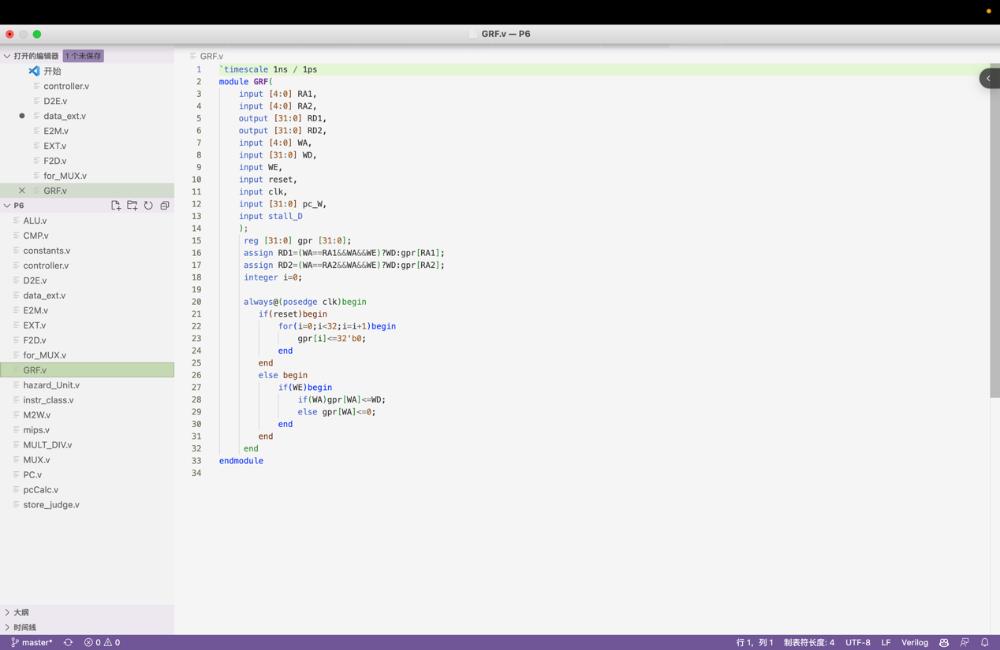 GRF.v — P6
打开的编辑器 1 个未保存
开始
controller.v
D2E.v
data_ext.v
E2M.v
EXT.v
F2D.v
for_MUX.v
GRF.v
P6
ALU.v
CMP.v
constants.v
controller.v
D2E.v
data_ext.v
E2M.v
EXT.v
F2D.v
for_MUX.v
GRF.v
hazard_Unit.v
instr_class.v
M2W.v
mips.v
MULT_DIV.v
MUX.v
PC.v
pcCalc.v
store_judge.v
大纲
时间线
GRF.v
1 `timescale 1ns / 1ps
2 module GRF(
3 input [4:0] RA1,
4 input [4:0] RA2,
5 output [31:0] RD1,
6 output [31:0] RD2,
7 input [4:0] WA,
8 input [31:0] WD,
9 input WE,
10 input reset,
11 input clk,
12 input [31:0] pc_W,
13 input stall_D
14 );
15 reg [31:0] gpr [31:0];
16 assign RD1=(WA==RA1&&WA&&WE)?WD:gpr[RA1];
17 assign RD2=(WA==RA2&&WA&&WE)?WD:gpr[RA2];
18 integer i=0;
19
20 always@(posedge clk)begin
21 if(reset)begin
22 for(i=0;i<32;i=i+1)begin
23 gpr[i]<=32'b0;
24 end
25 end
26 else begin
27 if(WE)begin
28 if(WA)gpr[WA]<=WD;
29 else gpr[WA]<=0;
30 end
31 end
32 end
33 endmodule
34
master* 0 0 行 1，列 1 制表符长度: 4 UTF-8 LF Verilog